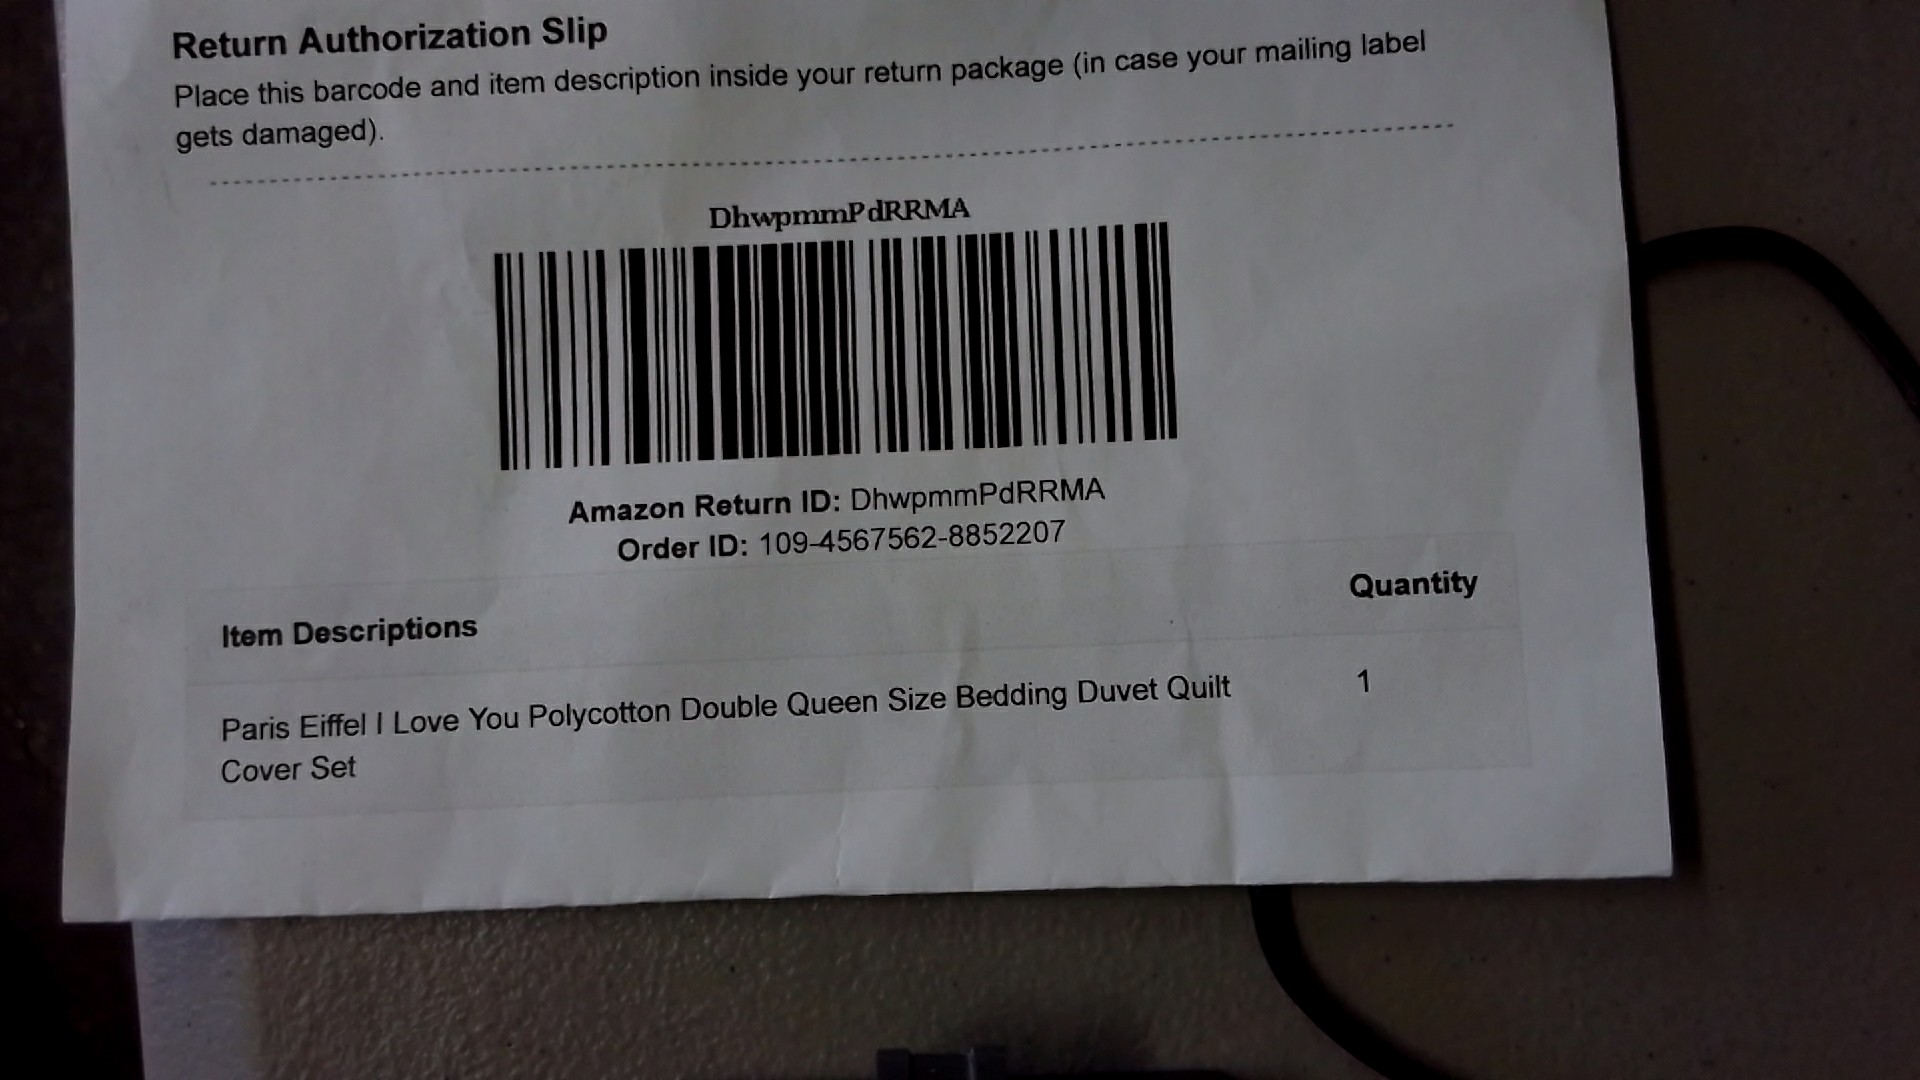 Return Authorization Slip
Place this barcode and item description inside your return package (in case your mailing label
gets damaged).
DhwpmmPdRRMA
Amazon Return ID: DhwpmmPdRRMA
Order ID: 109-4567562-8852207
Item Descriptions Quantity
Paris Eiffel I Love You Polycotton Double Queen Size Bedding Duvet Quilt 1
Cover Set